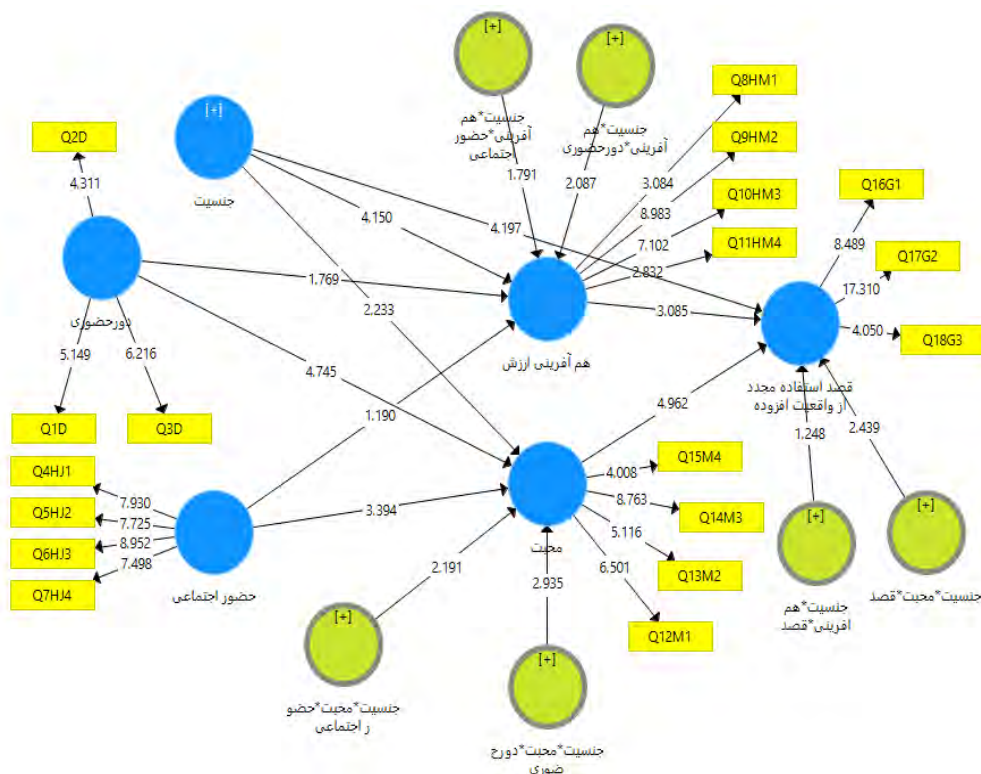 [+]
[+]
Q8HM1
[+]
Q2D
جنسیت*هم
آفرینی*حضور
اجتماعی
جنسیت*هم
آفرینی*دورحضوری
Q9HM2
4.311
جنسیت
1.791
2.087
3.084
Q16G1
8.983
Q10HM3
4.150
4.197
7.102
Q11HM4
8.489
2.832
Q17G2
1.769
17.310
دورحضوری
2.233
3.085
4.050
Q18G3
5.149
6.216
هم آفرینی ارزش
قصد استفاده مجدد
از واقعیت افزوده
4.745
1.190
4.962
Q1D
Q3D
1.248
2.439
Q15M4
4.008
Q4HJ1
7.930
8.763
Q14M3
Q5HJ2
7.725
3.394
[+]
[+]
Q6HJ3
8.952
محبت
5.116
7.498
2.191
2.935
6.501
Q13M2
Q7HJ4
حضور اجتماعی
جنسیت*هم
افرینی*قصد
جنسیت*محبت*قصد
[+]
Q12M1
[+]
جنسیت*محبت*حضو
ر اجتماعی
جنسیت*محبت*دورح
ضوری